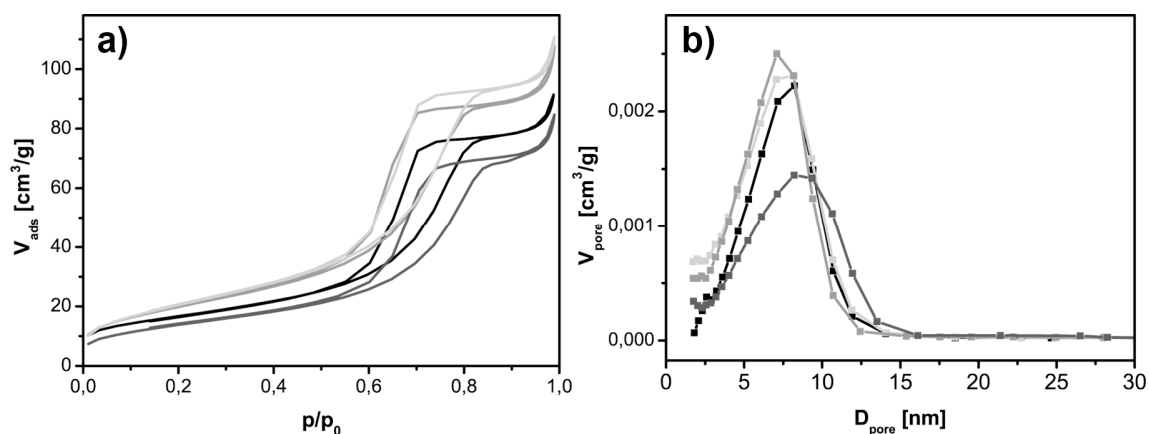 a)
V_ads [cm³/g]
100
80
60
40
20
0
0,0 0,2 0,4 0,6 0,8 1,0
p/p₀
b)
V_pore [cm³/g]
0,002
0,001
0,000
0 5 10 15 20 25 30
D_pore [nm]